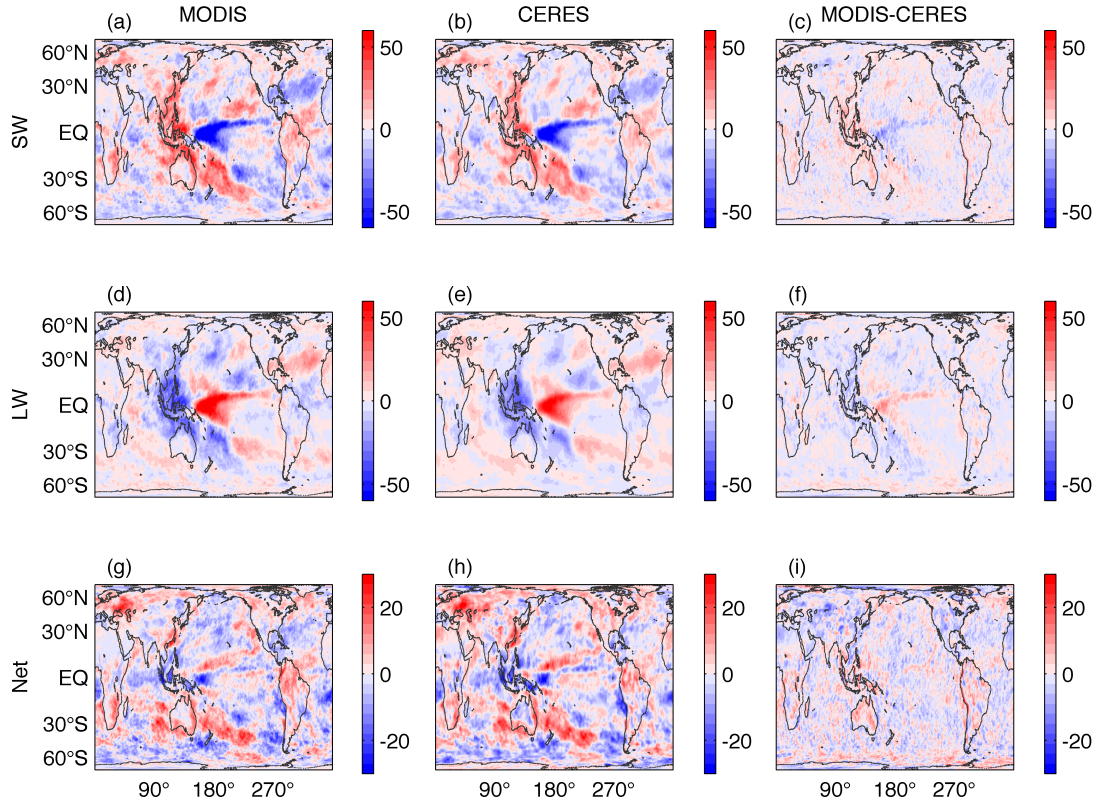 MODIS CERES MODIS-CERES
(a) (b) (c)
SW
60°N 50 50 50
30°N
EQ 0 0 0
30°S
60°S -50 -50 -50
(d) (e) (f)
LW
60°N 50 50 50
30°N
EQ 0 0 0
30°S
60°S -50 -50 -50
(g) (h) (i)
Net
60°N 20 20 20
30°N
EQ 0 0 0
30°S
60°S -20 -20 -20
90° 180° 270° 90° 180° 270° 90° 180° 270°